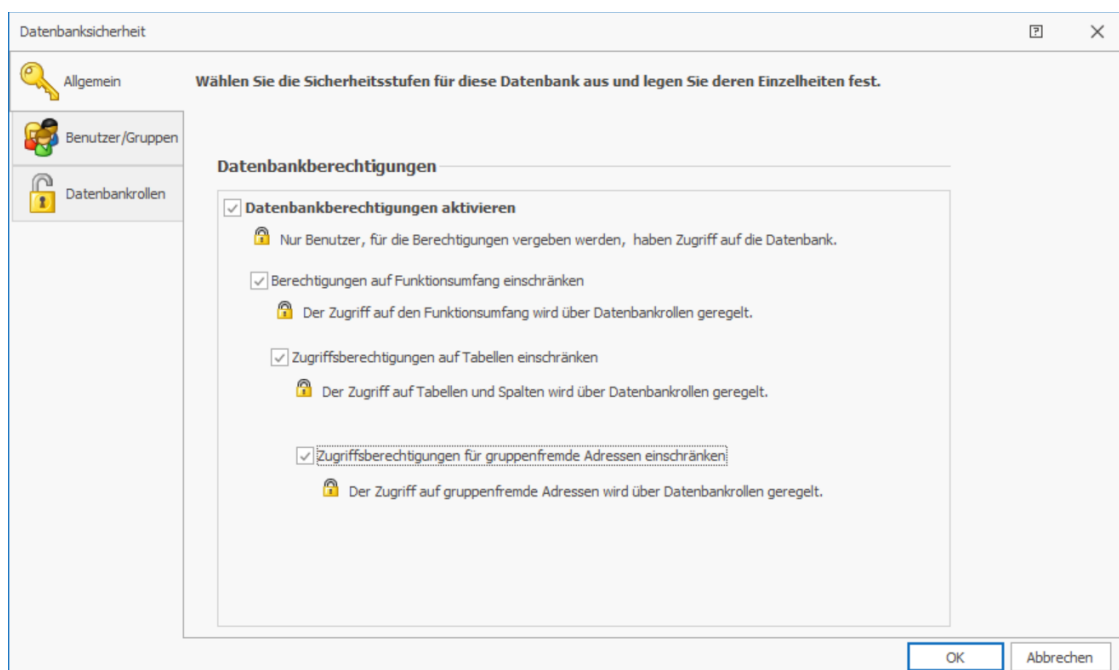 Datenbanksicherheit
Allgemein
Wählen Sie die Sicherheitsstufen für diese Datenbank aus und legen Sie deren Einzelheiten fest.
Benutzer/Gruppen
Datenbankrollen
Datenbankberechtigungen
Datenbankberechtigungen aktivieren
Nur Benutzer, für die Berechtigungen vergeben werden, haben Zugriff auf die Datenbank.
Berechtigungen auf Funktionsumfang einschränken
Der Zugriff auf den Funktionsumfang wird über Datenbankrollen geregelt.
Zugriffsberechtigungen auf Tabellen einschränken
Der Zugriff auf Tabellen und Spalten wird über Datenbankrollen geregelt.
Zugriffsberechtigungen für gruppenfremde Adressen einschränken
Der Zugriff auf gruppenfremde Adressen wird über Datenbankrollen geregelt.
OK
Abbrechen